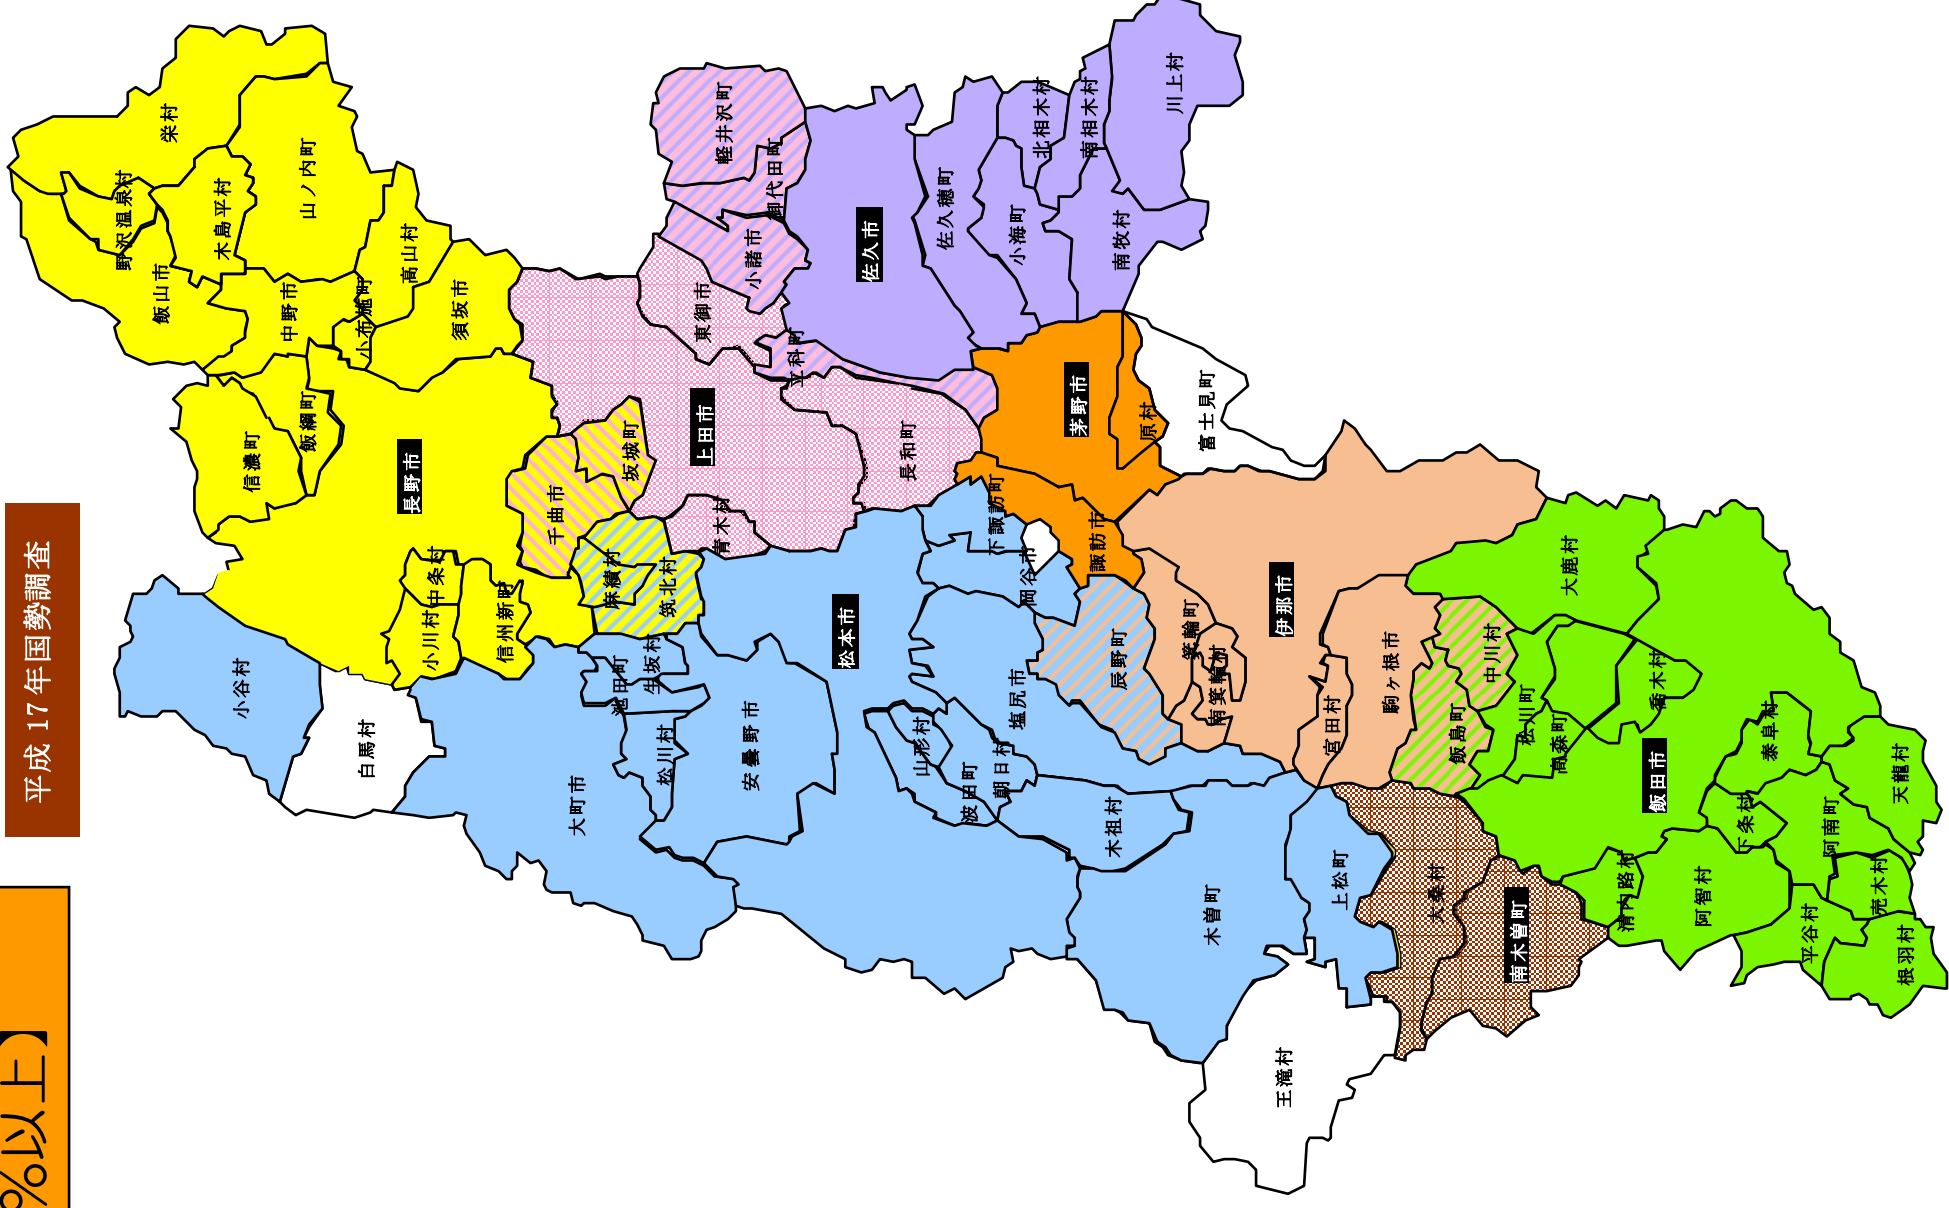 平成 17 年国勢調査
%以上】
栄村
野沢温泉村
木島平村
山ノ内町
飯山市
中野市
小布施町
高山村
須坂市
信濃町
飯綱町
長野市
中条村
小川村
信州新町
千曲市
坂城町
麻績村
筑北村
生坂村
池田町
小谷村
白馬村
大町市
松川村
安曇野市
軽井沢町
御代田町
小諸市
東御市
立科町
上田市
青木村
長和町
佐久市
佐久穂町
小海町
北相木村
南相木村
川上村
南牧村
茅野市
原村
富士見町
下諏訪町
諏訪市
岡谷市
松本市
塩尻市
山形村
波田町
朝日村
辰野町
箕輪町
南箕輪村
伊那市
宮田村
駒ヶ根市
中川村
飯島町
木祖村
木曽町
上松町
大桑村
南木曽町
王滝村
大鹿村
松川町
高森町
喬木村
飯田市
泰阜村
下条村
阿南町
天龍村
清内路村
阿智村
平谷村
売木村
根羽村